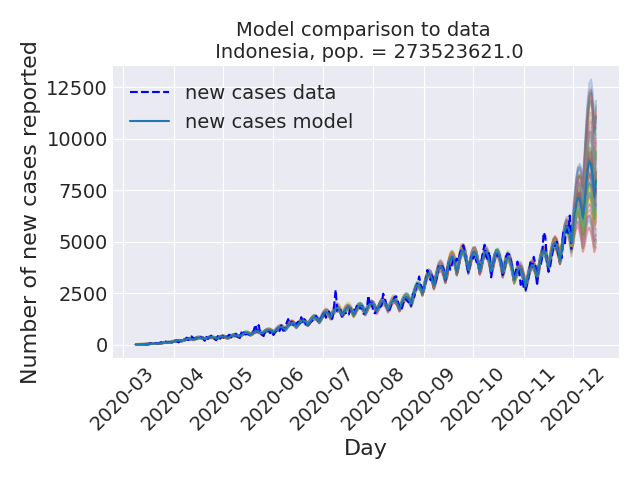 Model comparison to data
Indonesia, pop. = 273523621.0
new cases data
new cases model
Number of new cases reported
12500
10000
7500
5000
2500
0
2020-03
2020-04
2020-05
2020-06
2020-07
2020-08
2020-09
2020-10
2020-11
2020-12
Day